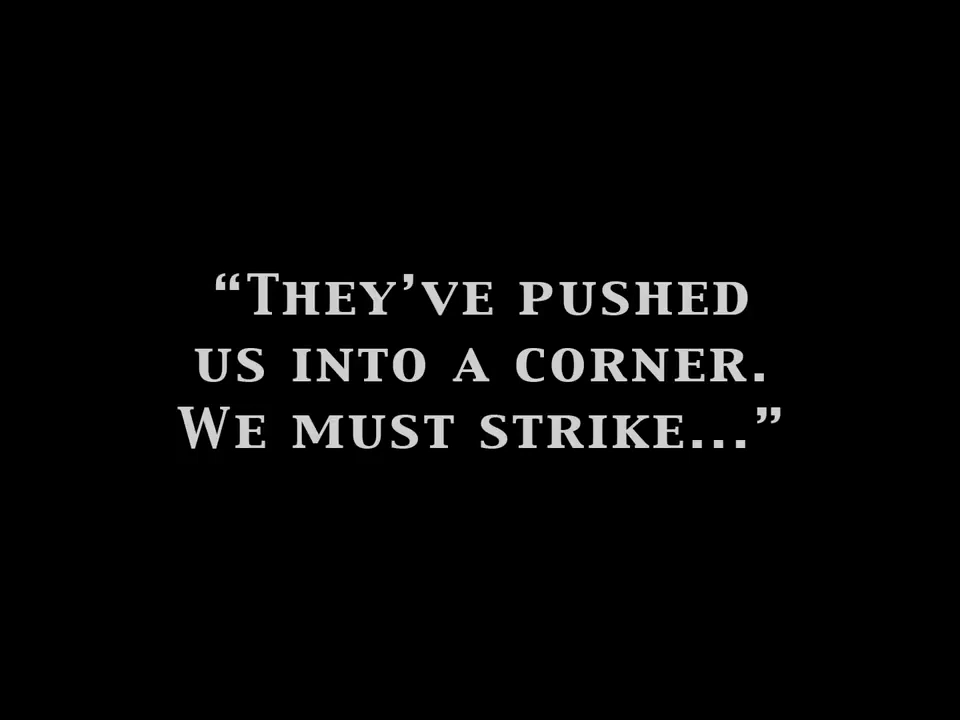 “They’ve pushed
us into a corner.
We must strike...”